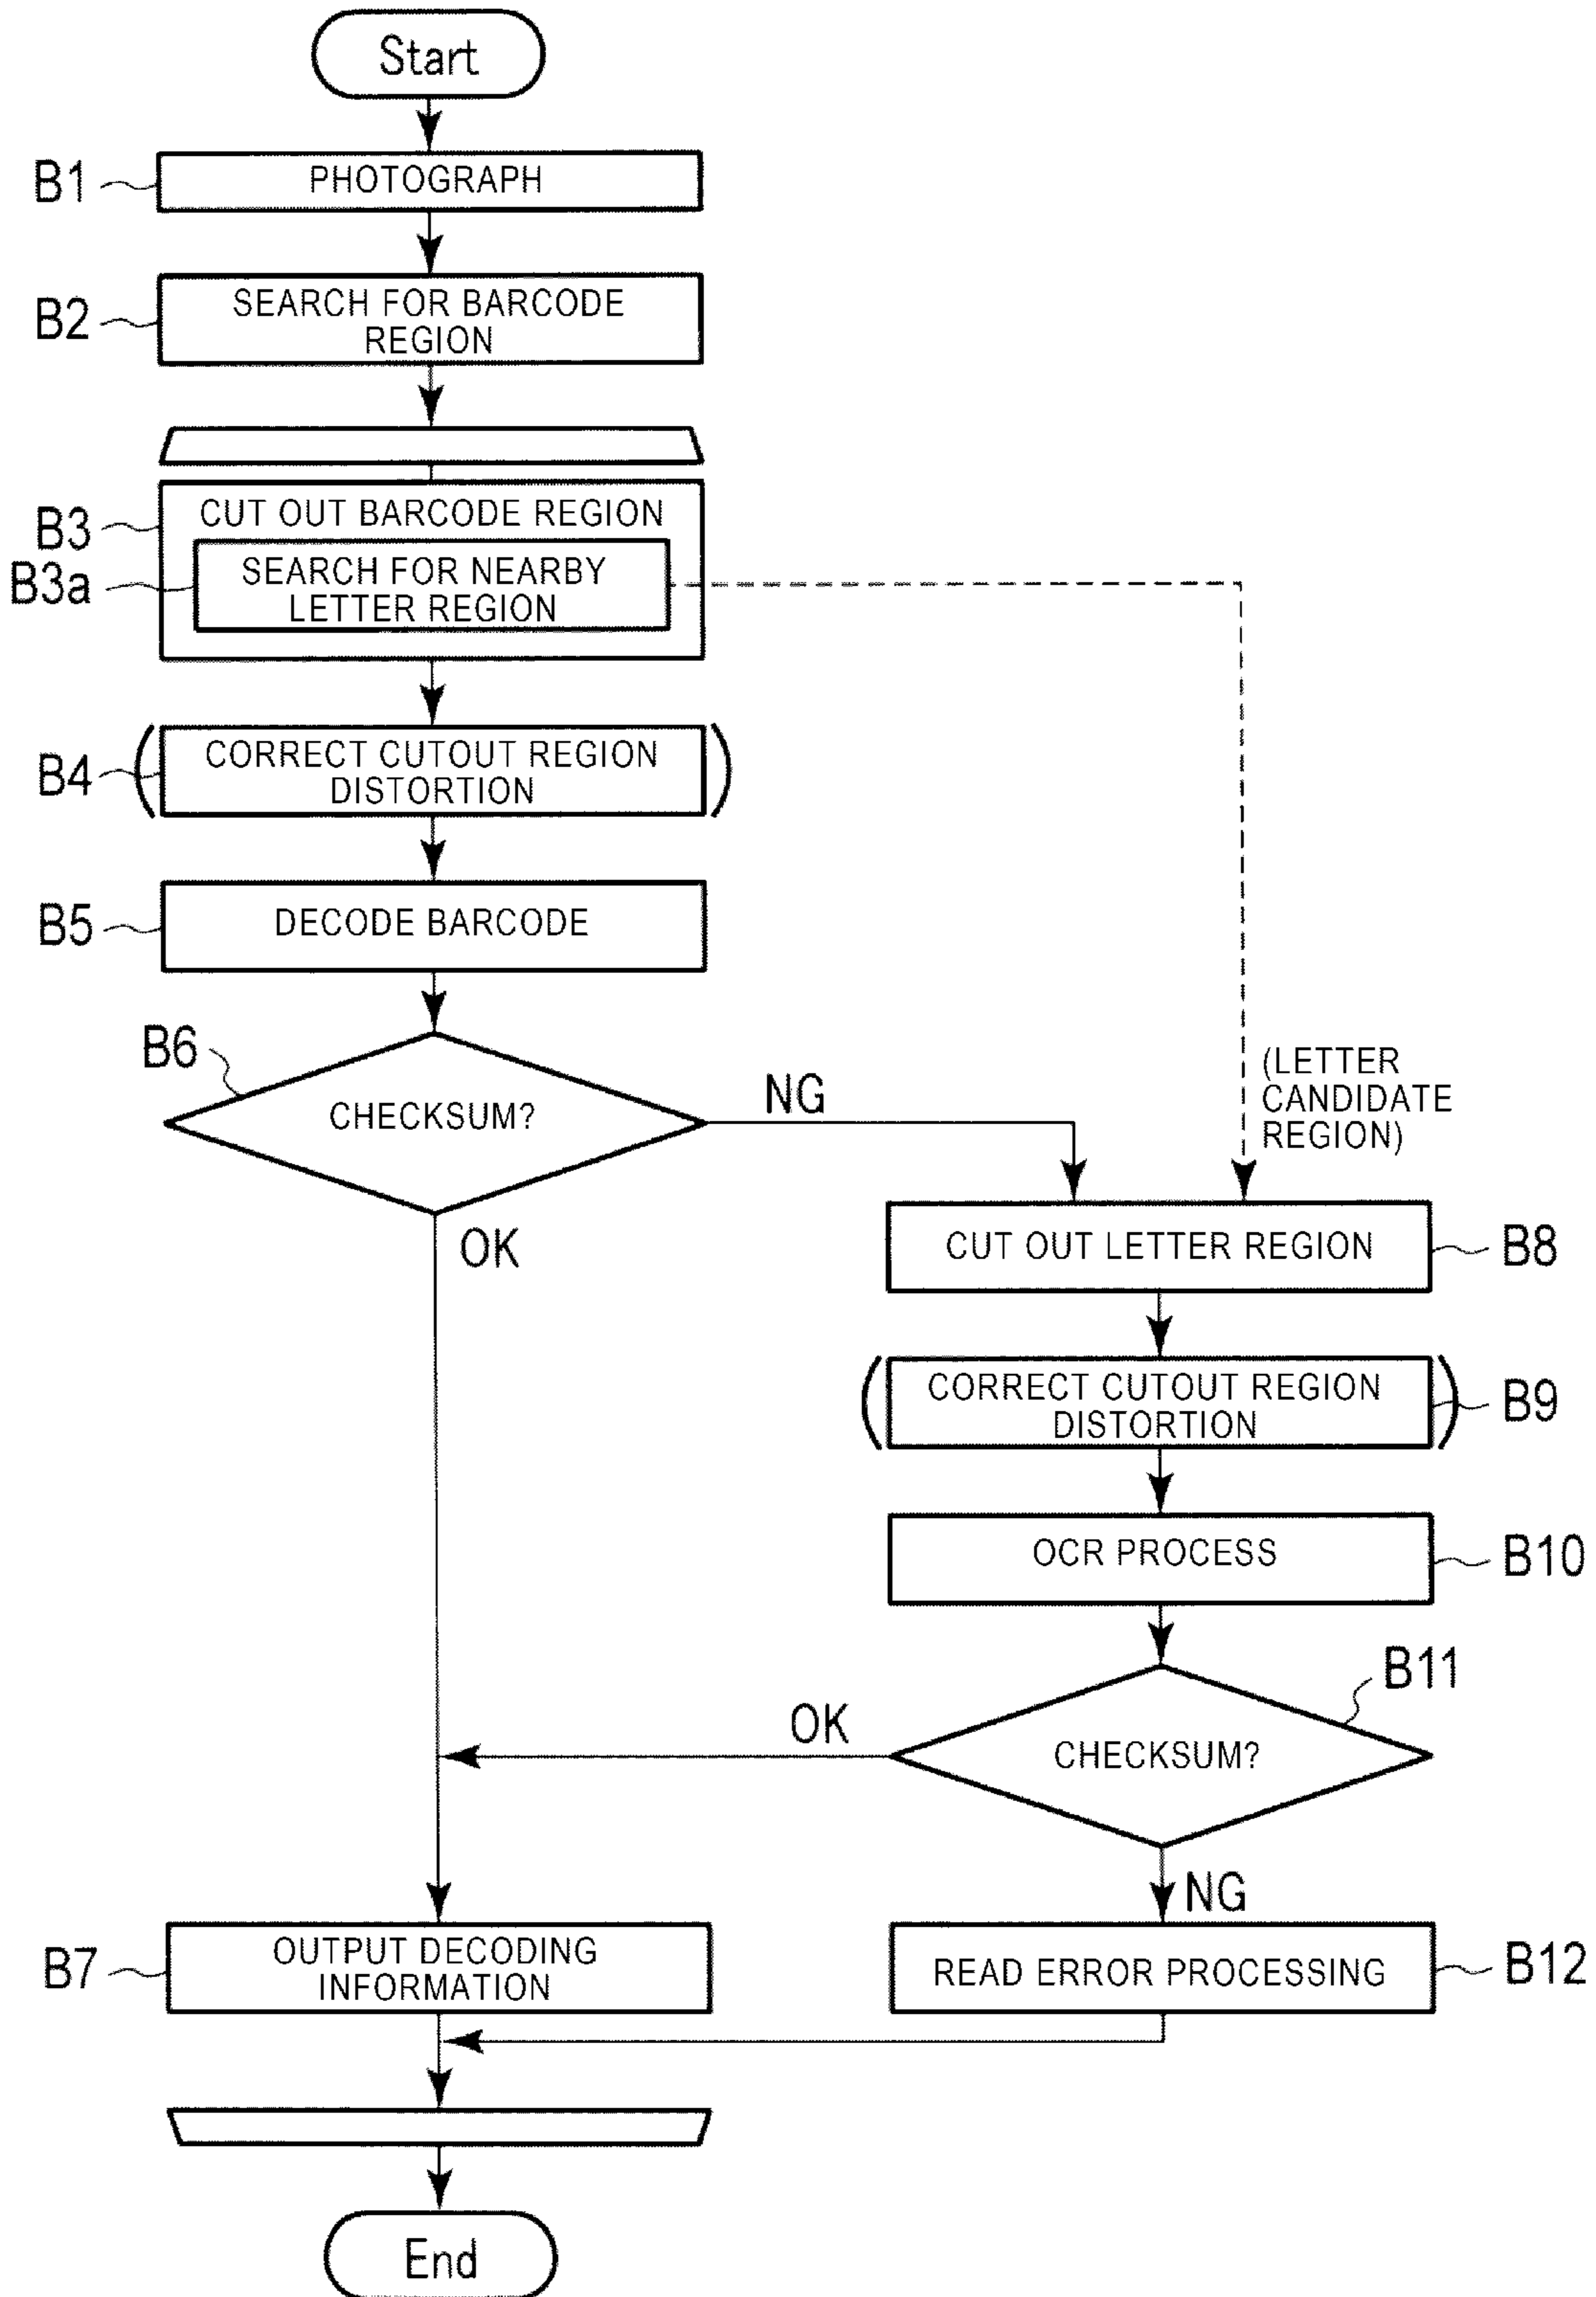 Start
B1
PHOTOGRAPH
B2
SEARCH FOR BARCODE
REGION
B3
CUT OUT BARCODE REGION
B3a
SEARCH FOR NEARBY
LETTER REGION
B4
CORRECT CUTOUT REGION
DISTORTION
B5
DECODE BARCODE
B6
CHECKSUM?
NG
OK
(LETTER
CANDIDATE
REGION)
CUT OUT LETTER REGION
B8
CORRECT CUTOUT REGION
DISTORTION
B9
OCR PROCESS
B10
B11
CHECKSUM?
OK
NG
B7
OUTPUT DECODING
INFORMATION
READ ERROR PROCESSING
B12
End